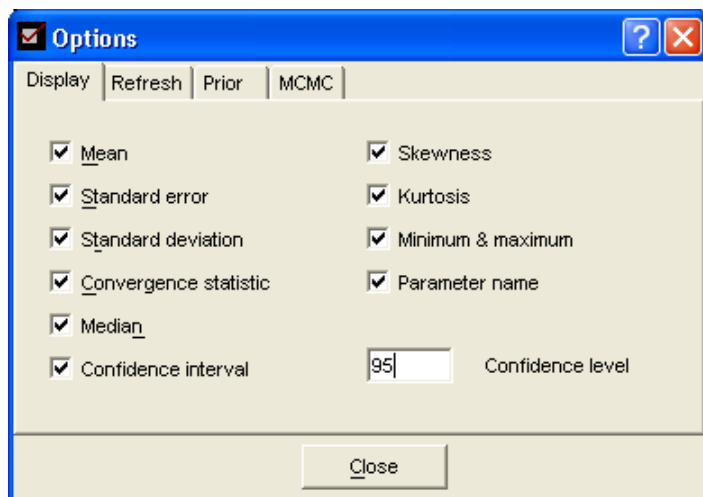 Options
Display Refresh Prior MCMC
Mean
Standard error
Standard deviation
Convergence statistic
Median
Confidence interval
Skewness
Kurtosis
Minimum & maximum
Parameter name
95 Confidence level
Close